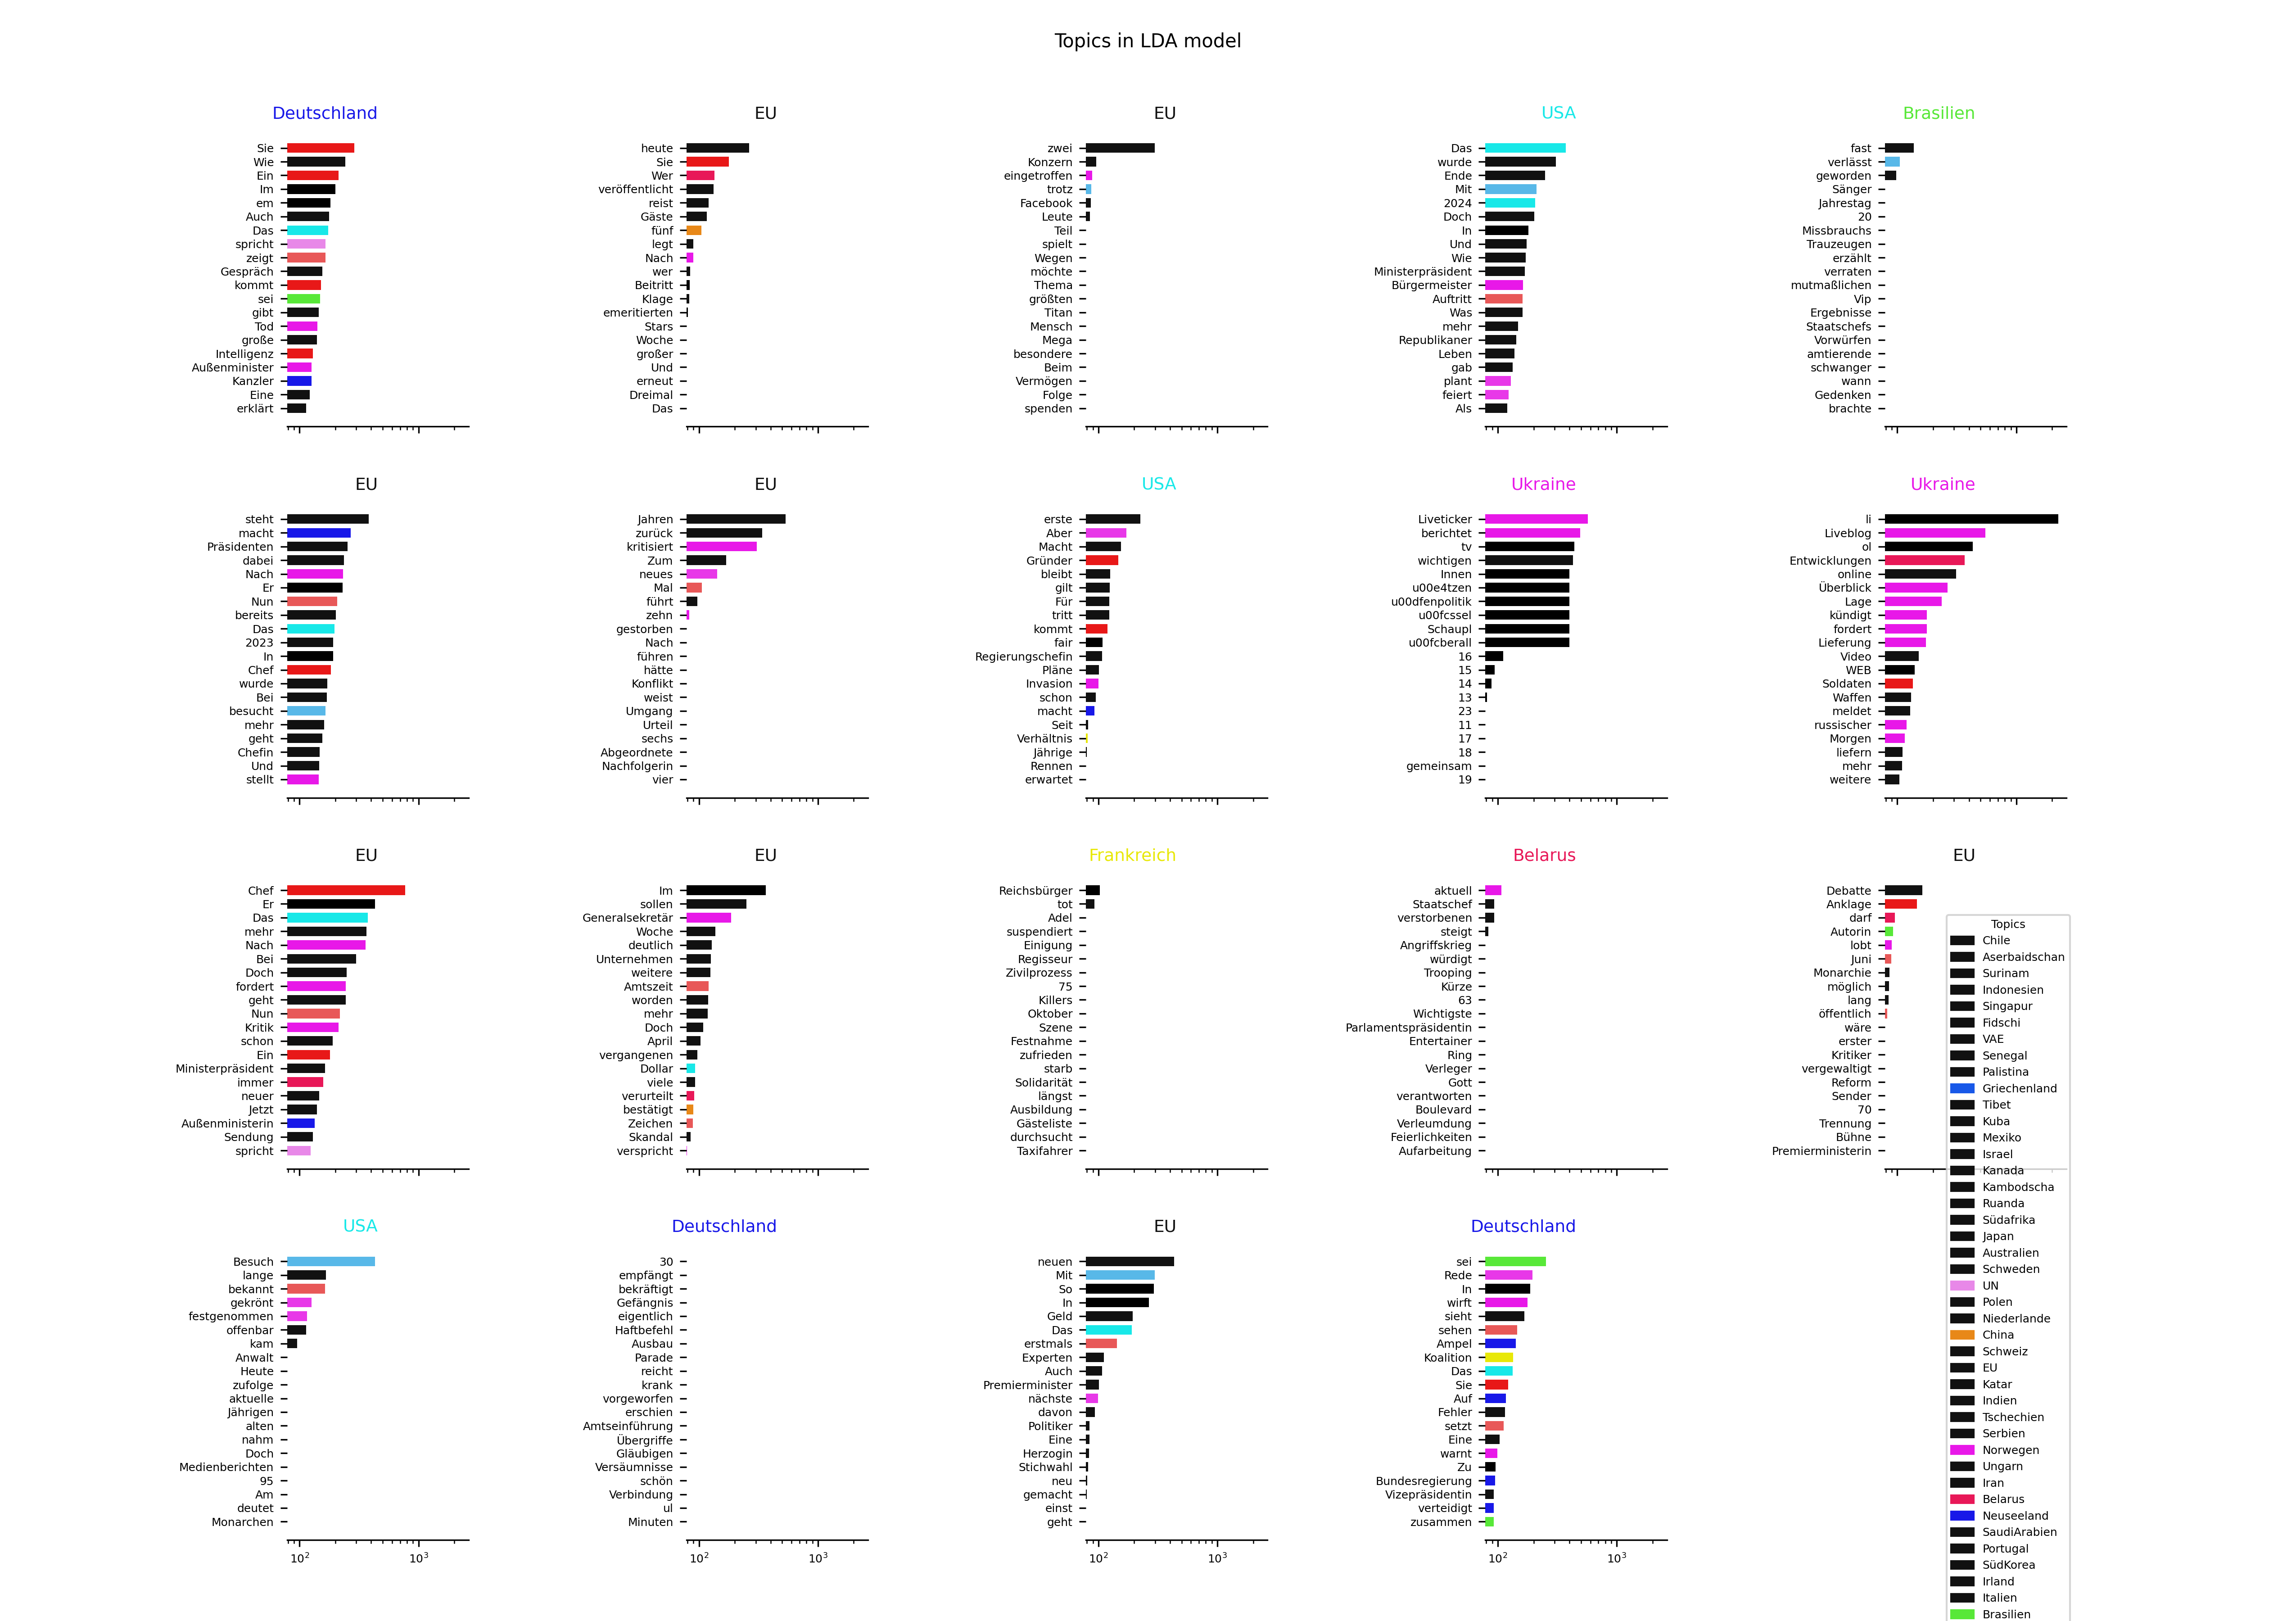 Topics in LDA model
Deutschland
Sie
Wie
Ein
Im
em
Auch
Das
spricht
zeigt
Gespräch
kommt
sei
gibt
Tod
große
Intelligenz
Außenminister
Kanzler
Eine
erklärt
EU
heute
Sie
Wer
veröffentlicht
reist
Gäste
fünf
legt
Nach
wer
Beitritt
Klage
emeritierten
Stars
Woche
großer
Und
erneut
Dreimal
Das
EU
zwei
Konzern
eingetroffen
trotz
Facebook
Leute
Teil
spielt
Wegen
möchte
Thema
größten
Titan
Mensch
Mega
besondere
Beim
Vermögen
Folge
spenden
USA
Das
wurde
Ende
Mit
2024
Doch
In
Und
Wie
Ministerpräsident
Bürgermeister
Auftritt
Was
mehr
Republikaner
Leben
gab
plant
feiert
Als
Brasilien
fast
verlässt
geworden
Sänger
Jahrestag
20
Missbrauchs
Trauzeugen
erzählt
verraten
mutmaßlichen
Vip
Ergebnisse
Staatschefs
Vorwürfen
amtierende
schwanger
wann
Gedenken
brachte
EU
steht
macht
Präsidenten
dabei
Nach
Er
Nun
bereits
Das
2023
In
Chef
wurde
Bei
besucht
mehr
geht
Chefin
Und
stellt
EU
Jahren
zurück
kritisiert
Zum
neues
Mal
führt
zehn
gestorben
Nach
führen
hätte
Konflikt
weist
Umgang
Urteil
sechs
Abgeordnete
Nachfolgerin
vier
USA
erste
Aber
Macht
Gründer
bleibt
gilt
Für
tritt
kommt
fair
Regierungschefin
Pläne
Invasion
schon
macht
Seit
Verhältnis
Jährige
Rennen
erwartet
Ukraine
Liveticker
berichtet
tv
wichtigen
Innen
u00e4tzen
u00dfenpolitik
u00fcssel
Schaupl
u00fcberall
16
15
14
13
23
11
17
18
gemeinsam
19
Ukraine
li
Liveblog
ol
Entwicklungen
online
Überblick
Lage
kündigt
fordert
Lieferung
Video
WEB
Soldaten
Waffen
meldet
russischer
Morgen
liefern
mehr
weitere
EU
Chef
Er
Das
mehr
Nach
Bei
Doch
fordert
geht
Nun
Kritik
schon
Ein
Ministerpräsident
immer
neuer
Jetzt
Außenministerin
Sendung
spricht
EU
Im
sollen
Generalsekretär
Woche
deutlich
Unternehmen
weitere
Amtszeit
worden
mehr
Doch
April
vergangenen
Dollar
viele
verurteilt
bestätigt
Zeichen
Skandal
verspricht
Frankreich
Reichsbürger
tot
Adel
suspendiert
Einigung
Regisseur
Zivilprozess
75
Killers
Oktober
Szene
Festnahme
zufrieden
starb
Solidarität
längst
Ausbildung
Gästeliste
durchsucht
Taxifahrer
Belarus
aktuell
Staatschef
verstorbenen
steigt
Angriffskrieg
würdigt
Trooping
Kürze
63
Wichtigste
Parlamentspräsidentin
Entertainer
Ring
Verleger
Gott
verantworten
Boulevard
Verleumdung
Feierlichkeiten
Aufarbeitung
EU
Debatte
Anklage
darf
Autorin
lobt
Juni
Monarchie
möglich
lang
öffentlich
wäre
erster
Kritiker
vergewaltigt
Reform
Sender
70
Trennung
Bühne
Premierministerin
USA
Besuch
lange
bekannt
gekrönt
festgenommen
offenbar
kam
Anwalt
Heute
zufolge
aktuelle
Jährigen
alten
nahm
Doch
Medienberichten
95
Am
deutet
Monarchen
10²
10³
Deutschland
30
empfängt
bekräftigt
Gefängnis
eigentlich
Haftbefehl
Ausbau
Parade
reicht
krank
vorgeworfen
erschien
Amtseinführung
Übergriffe
Gläubigen
Versäumnisse
schön
Verbindung
ul
Minuten
10²
10³
EU
neuen
Mit
So
In
Geld
Das
erstmals
Experten
Auch
Premierminister
nächste
davon
Politiker
Eine
Herzogin
Stichwahl
neu
gemacht
einst
geht
10²
10³
Deutschland
sei
Rede
In
wirft
sieht
sehen
Ampel
Koalition
Das
Sie
Auf
Fehler
setzt
Eine
warnt
Zu
Bundesregierung
Vizepräsidentin
verteidigt
zusammen
10²
10³
Topics
Chile
Aserbaidschan
Surinam
Indonesien
Singapur
Fidschi
VAE
Senegal
Palistina
Griechenland
Tibet
Kuba
Mexiko
Israel
Kanada
Kambodscha
Ruanda
Südafrika
Japan
Australien
Schweden
UN
Polen
Niederlande
China
Schweiz
EU
Katar
Indien
Tschechien
Serbien
Norwegen
Ungarn
Iran
Belarus
Neuseeland
SaudiArabien
Portugal
SüdKorea
Irland
Italien
Brasilien